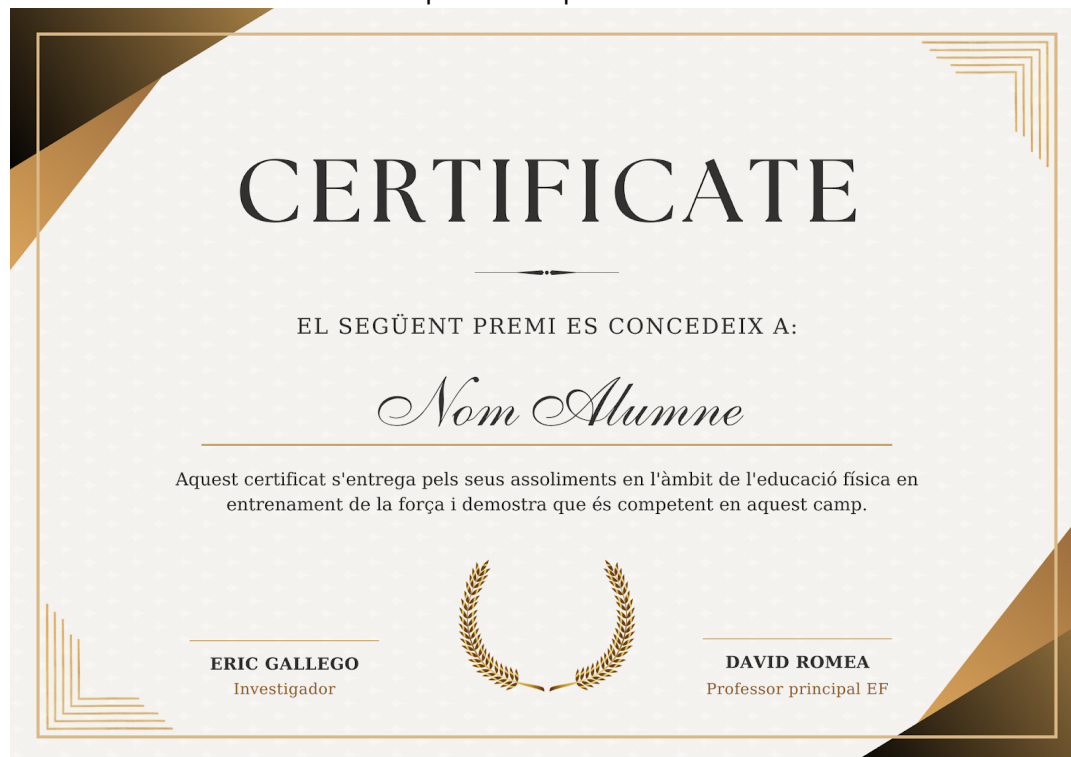 CERTIFICATE
EL SEGÜENT PREMI ES CONCEDEIX A:
Nom Alumne
Aquest certificat s'entrega pels seus assoliments en l'àmbit de l'educació física en
entrenament de la força i demostra que és competent en aquest camp.
ERIC GALLEGO
Investigador
DAVID ROMEA
Professor principal EF